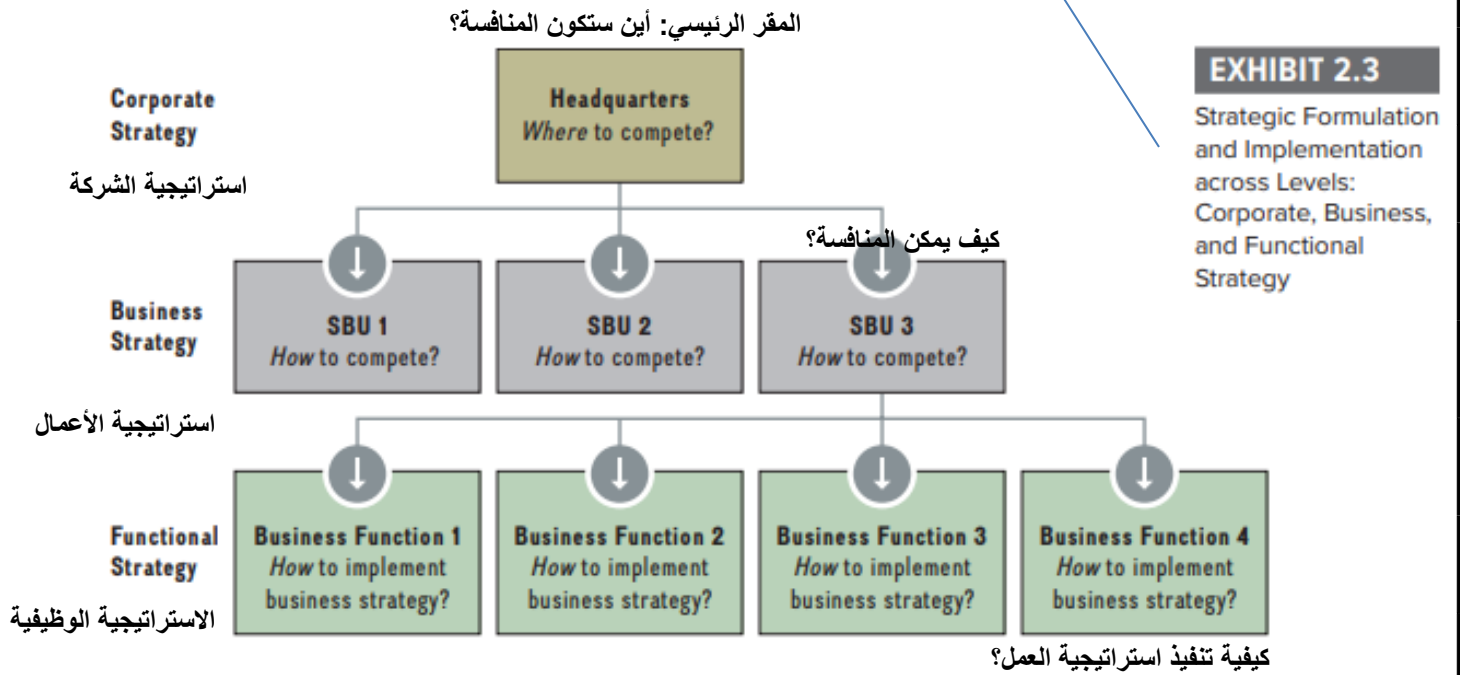 المقر الرئيسي: أين ستكون المنافسة؟
EXHIBIT 2.3
Strategic Formulation
and Implementation
across Levels:
Corporate, Business,
and Functional
Strategy
Corporate
Strategy
Headquarters
Where to compete?
استراتيجية الشركة
كيف يمكن المنافسة؟
Business
Strategy
SBU 1
How to compete?
SBU 2
How to compete?
SBU 3
How to compete?
استراتيجية الأعمال
Functional
Strategy
Business Function 1
How to implement
business strategy?
Business Function 2
How to implement
business strategy?
Business Function 3
How to implement
business strategy?
Business Function 4
How to implement
business strategy?
الاستراتيجية الوظيفية
كيفية تنفيذ استراتيجية العمل؟